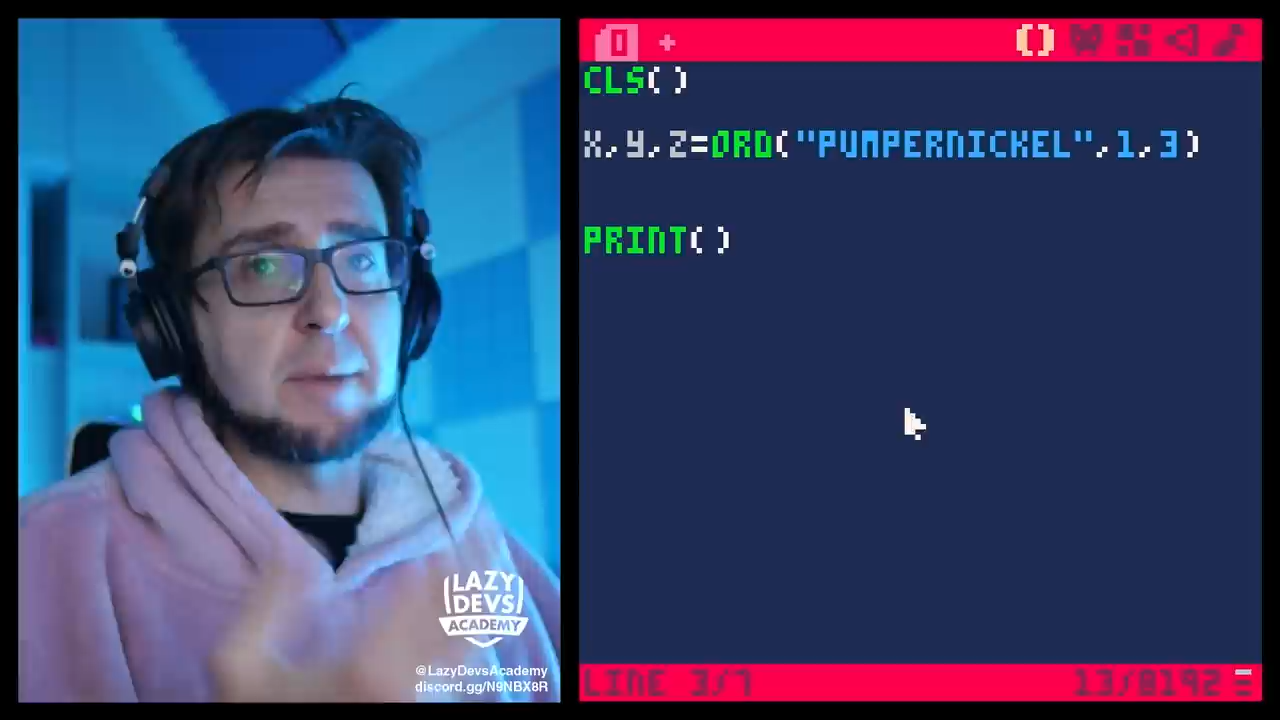 CLS()
X,Y,Z=ORD("PUMPERNICKEL",1,3)
PRINT()
LINE 3/7
13/8192
LAZY
DEVS
ACADEMY
@LazyDevsAcademy
discord.gg/N9NBX8R